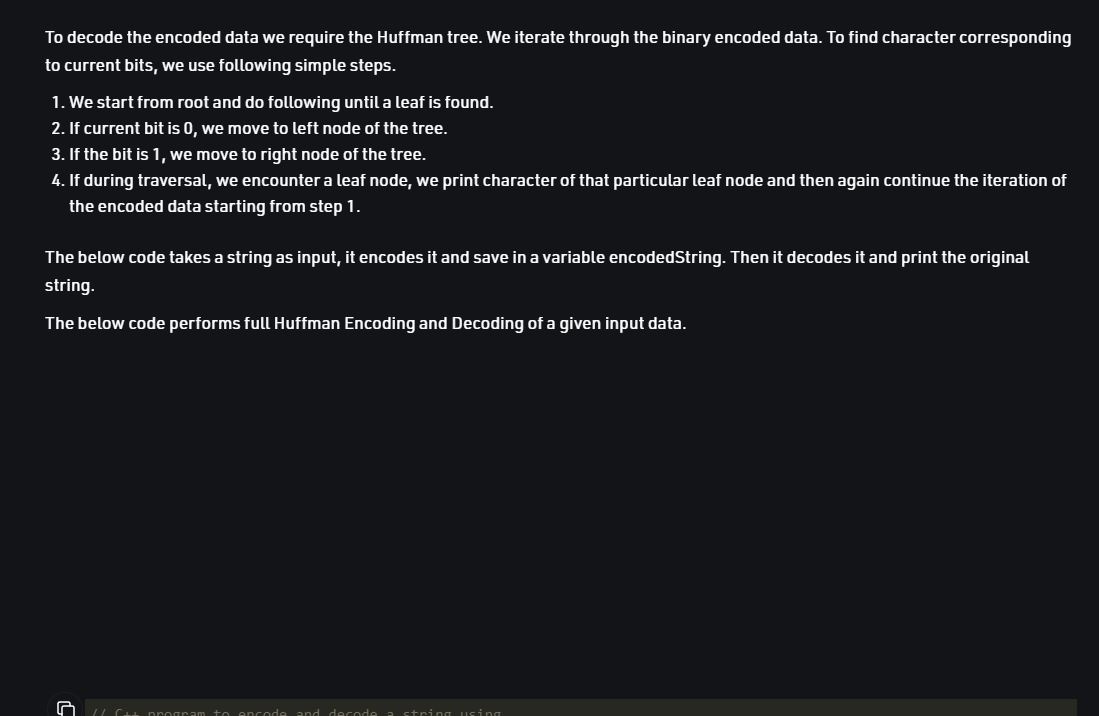 To decode the encoded data we require the Huffman tree. We iterate through the binary encoded data. To find character corresponding
to current bits, we use following simple steps.
1. We start from root and do following until a leaf is found.
2. If current bit is 0, we move to left node of the tree.
3. If the bit is 1, we move to right node of the tree.
4. If during traversal, we encounter a leaf node, we print character of that particular leaf node and then again continue the iteration of
the encoded data starting from step 1.
The below code takes a string as input, it encodes it and save in a variable encodedString. Then it decodes it and print the original
string.
The below code performs full Huffman Encoding and Decoding of a given input data.
// C++ program to encode and decode a string using